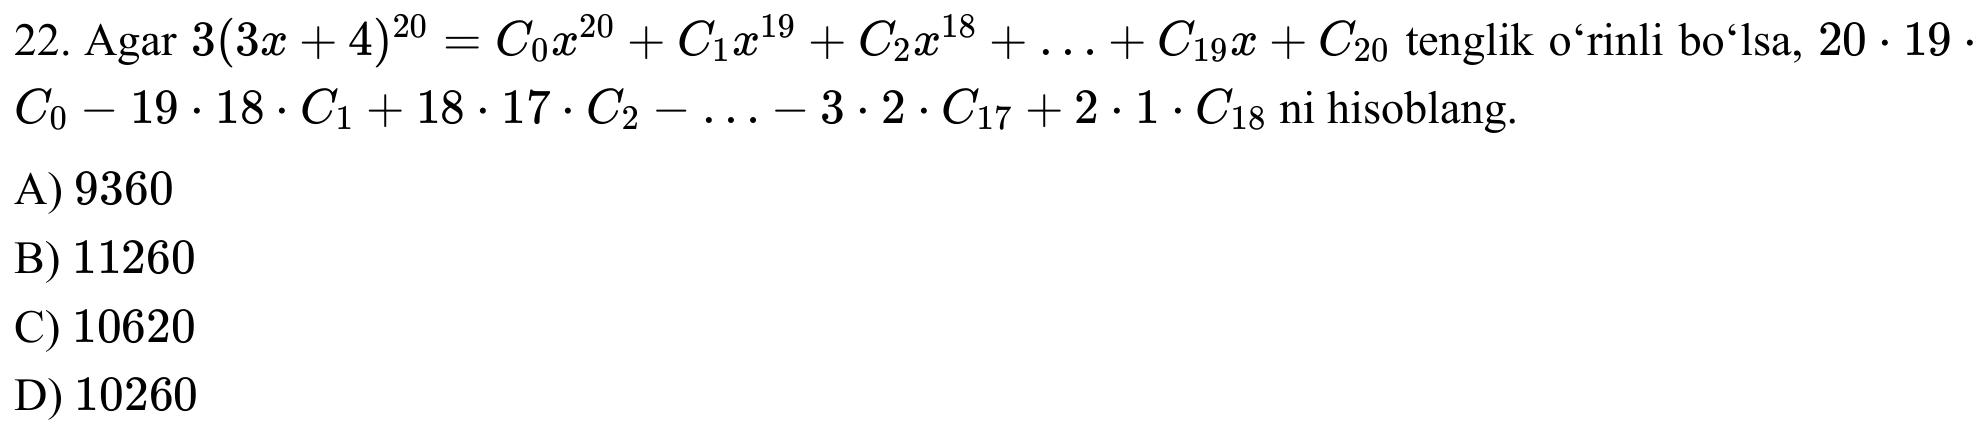 22. Agar 3(3x + 4)^{20} = C_0x^{20} + C_1x^{19} + C_2x^{18} + ... + C_{19}x + C_{20} tenglik o‘rinli bo‘lsa, 20 · 19 ·
C_0 − 19 · 18 · C_1 + 18 · 17 · C_2 − ... − 3 · 2 · C_{17} + 2 · 1 · C_{18} ni hisoblang.
A) 9360
B) 11260
C) 10620
D) 10260